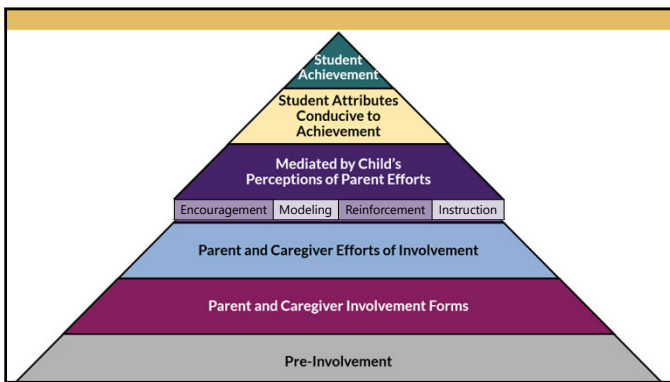 Student
Achievement
Student Attributes
Conducive to
Achievement
Mediated by Child's
Perceptions of Parent Efforts
Encouragement Modeling Reinforcement Instruction
Parent and Caregiver Efforts of Involvement
Parent and Caregiver Involvement Forms
Pre-Involvement